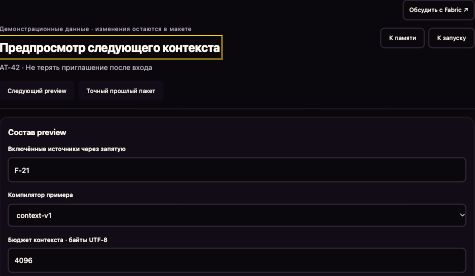 Обсудить с Fabric ↗
Демонстрационные данные · изменения остаются в макете
Предпросмотр следующего контекста
К памяти
К запуску
AT-42 · Не терять приглашение после входа
Следующий preview
Точный прошлый пакет
Состав preview
Включённые источники через запятую
F-21
Компилятор примера
context-v1
Бюджет контекста · байты UTF-8
4096